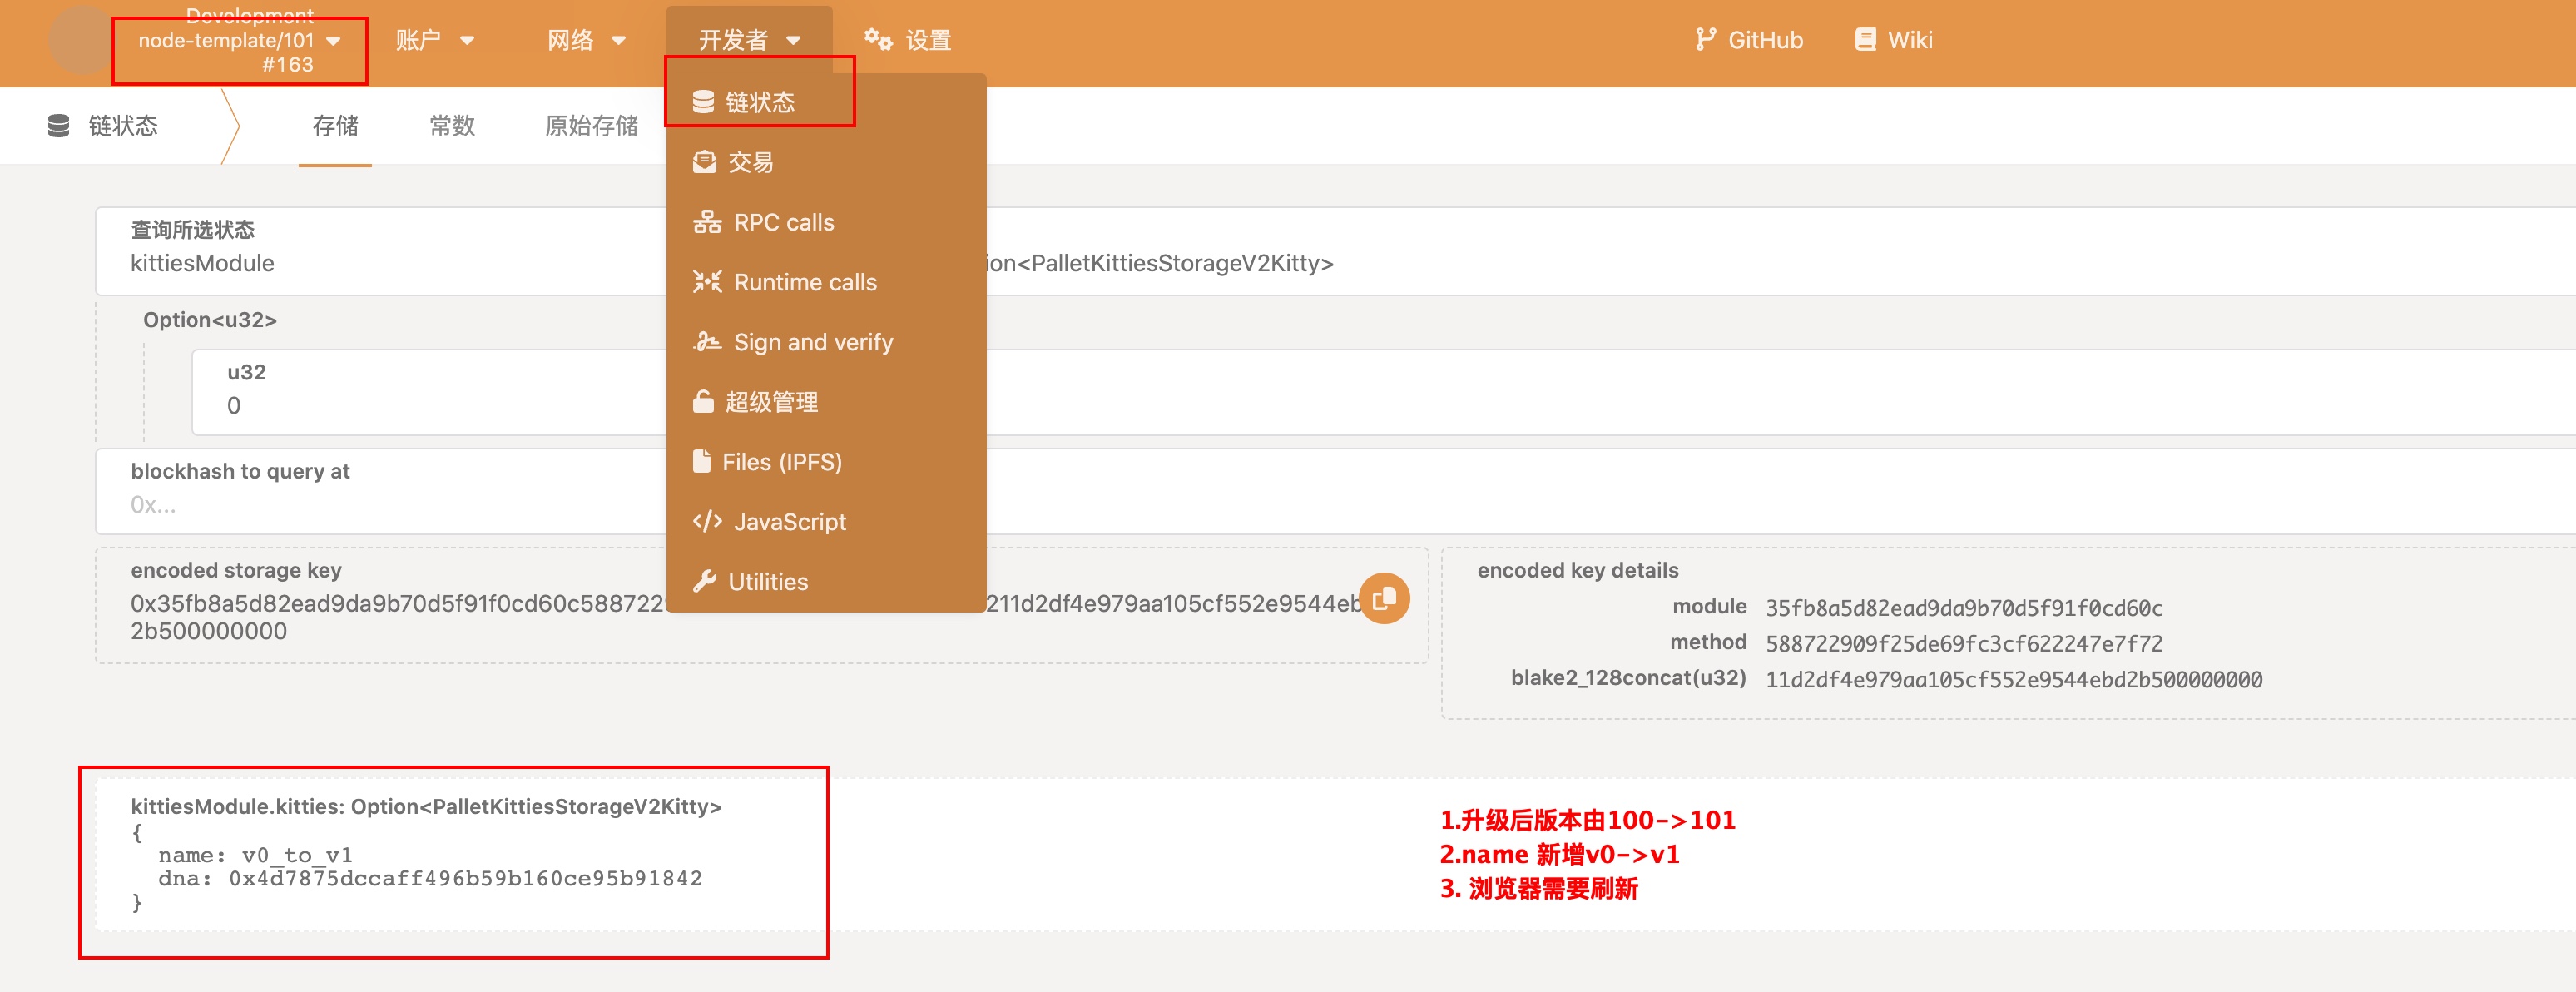 Development
node-template/101
#163
账户
网络
开发者
设置
GitHub
Wiki
链状态
存储
常数
原始存储
链状态
交易
RPC calls
Runtime calls
Sign and verify
超级管理
Files (IPFS)
JavaScript
Utilities
查询所选状态
kittiesModule
ion<PalletKittiesStorageV2Kitty>
Option<u32>
u32
0
blockhash to query at
0x...
encoded storage key
0x35fb8a5d82ead9da9b70d5f91f0cd60c588722 211d2df4e979aa105cf552e9544eb
2b500000000
encoded key details
module 35fb8a5d82ead9da9b70d5f91f0cd60c
method 588722909f25de69fc3cf622247e7f72
blake2_128concat(u32) 11d2df4e979aa105cf552e9544ebd2b500000000
kittiesModule.kitties: Option<PalletKittiesStorageV2Kitty>
{
name: v0_to_v1
dna: 0x4d7875dccaff496b59b160ce95b91842
}
1.升级后版本由100->101
2.name 新增v0->v1
3. 浏览器需要刷新